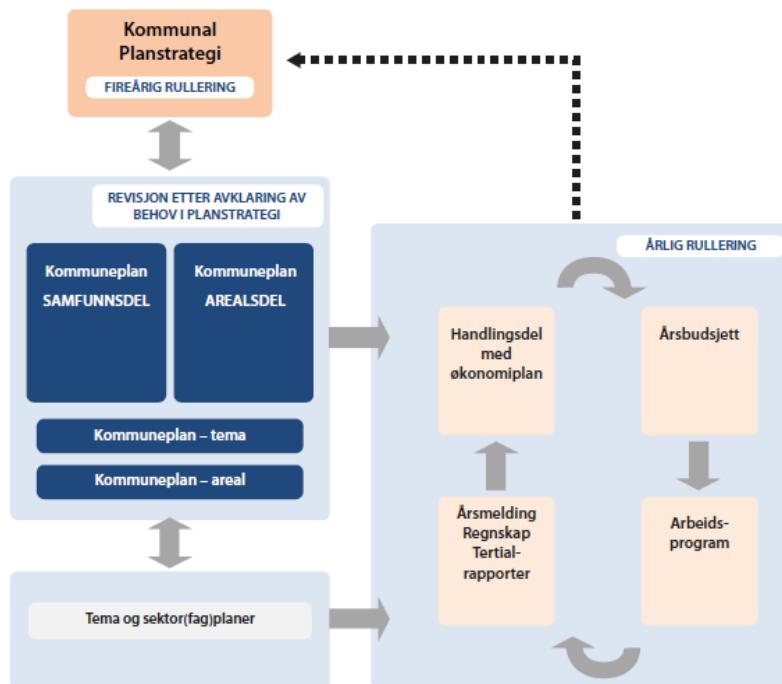 Kommunal
Planstrategi
FIREÅRIG RULLERING
REVISJON ETTER AVKLARING AV
BEHOV I PLANSTRATEGI
Kommuneplan
SAMFUNNSDEL
Kommuneplan
AREALSDEL
Kommuneplan – tema
Kommuneplan – areal
Tema og sektor(fag)planer
ÅRLIG RULLERING
Handlingsdel
med
økonomiplan
Årsbudsjett
Årsmelding
Regnskap
Tertial-
rapporter
Arbeids-
program